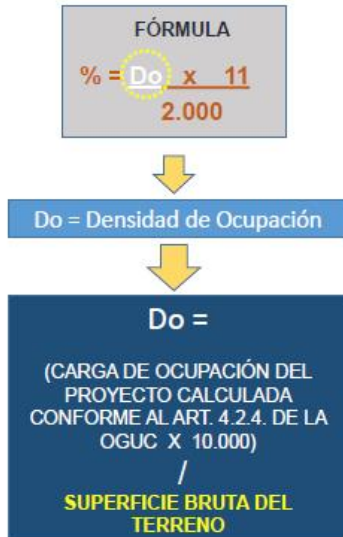 FÓRMULA
% = Do x 11
2.000
Do = Densidad de Ocupación
Do =
(CARGA DE OCUPACIÓN DEL
PROYECTO CALCULADA
CONFORME AL ART. 4.2.4. DE LA
OGUC X 10.000)
/
SUPERFICIE BRUTA DEL
TERRENO